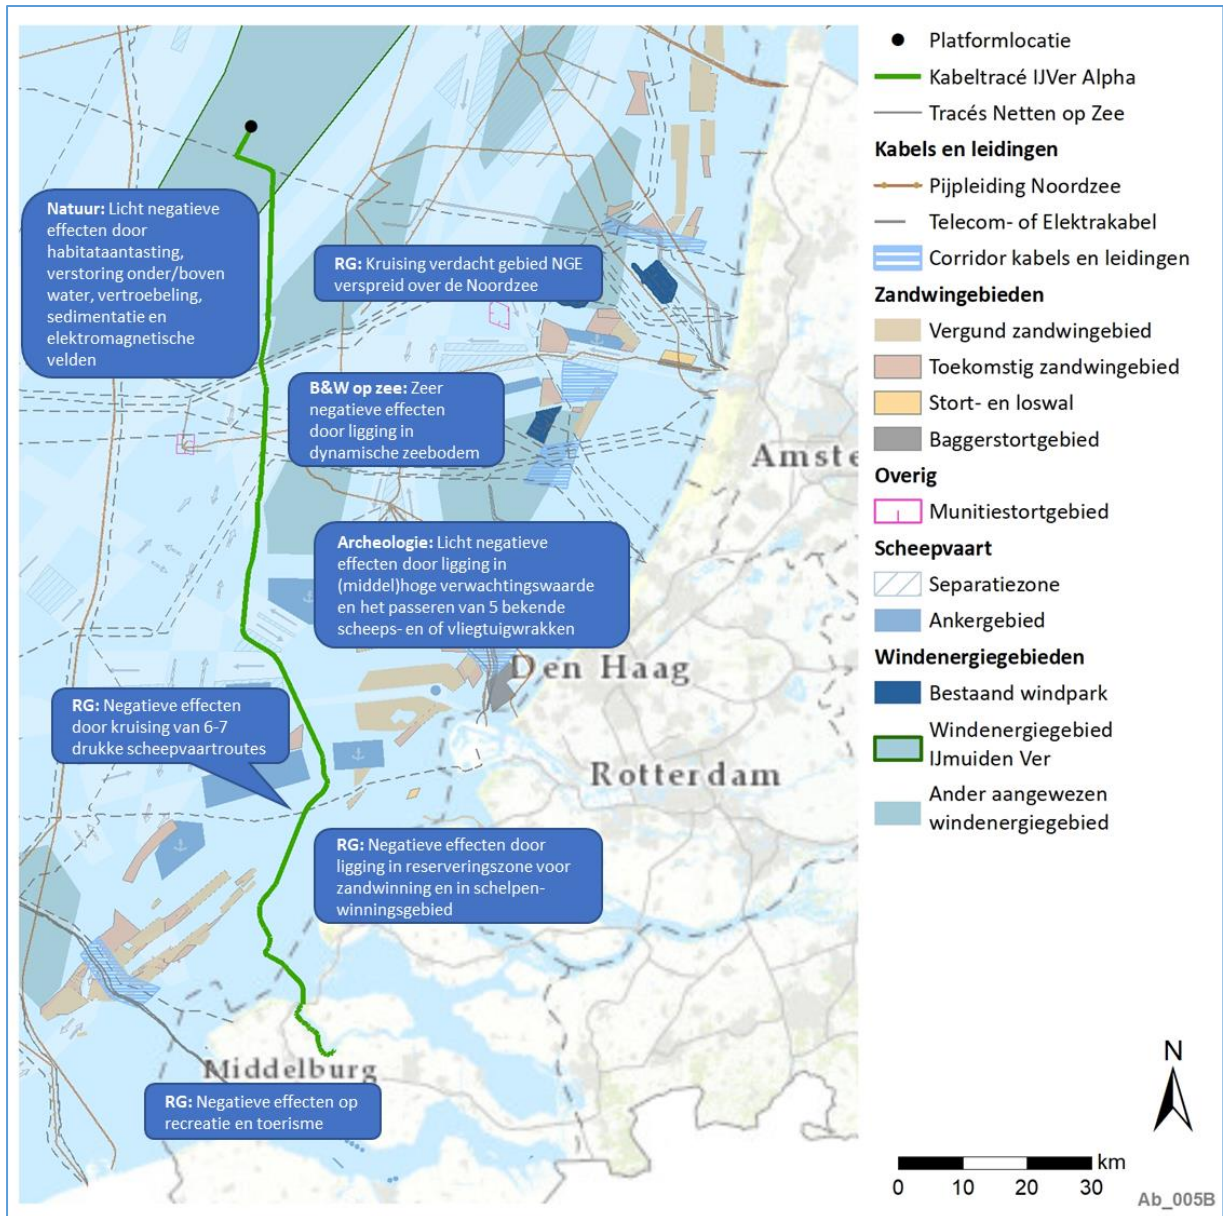 Natuur: Licht negatieve
effecten door
habitataantasting,
verstoring onder/boven
water, vertroebeling,
sedimentatie en
elektromagnetische
velden
RG: Kruising verdacht gebied NGE
verspreid over de Noordzee
B&W op zee: Zeer
negatieve effecten
door ligging in
dynamische zeebodem
Amste
Archeologie: Licht negatieve
effecten door ligging in
(middel)hoge verwachtingswaarde
en het passeren van 5 bekende
scheeps- en of vliegtuigwrakken
Den Haag
RG: Negatieve effecten
door kruising van 6-7
drukke scheepvaartroutes
Rotterdam
RG: Negatieve effecten door
ligging in reserveringszone voor
zandwinning en in schelpen-
winningsgebied
Middelburg
RG: Negatieve effecten op
recreatie en toerisme
Platformlocatie
Kabeltracé IJVer Alpha
Tracés Netten op Zee
Kabels en leidingen
Pijpleiding Noordzee
Telecom- of Elektrakabel
Corridor kabels en leidingen
Zandwingebieden
Vergund zandwingebied
Toekomstig zandwingebied
Stort- en loswal
Baggerstortgebied
Overig
Munitiestortgebied
Scheepvaart
Separatiezone
Ankergebied
Windenergiegebieden
Bestaand windpark
Windenergiegebied
IJmuiden Ver
Ander aangewezen
windenergiegebied
N
km
0 10 20 30
Ab_005B